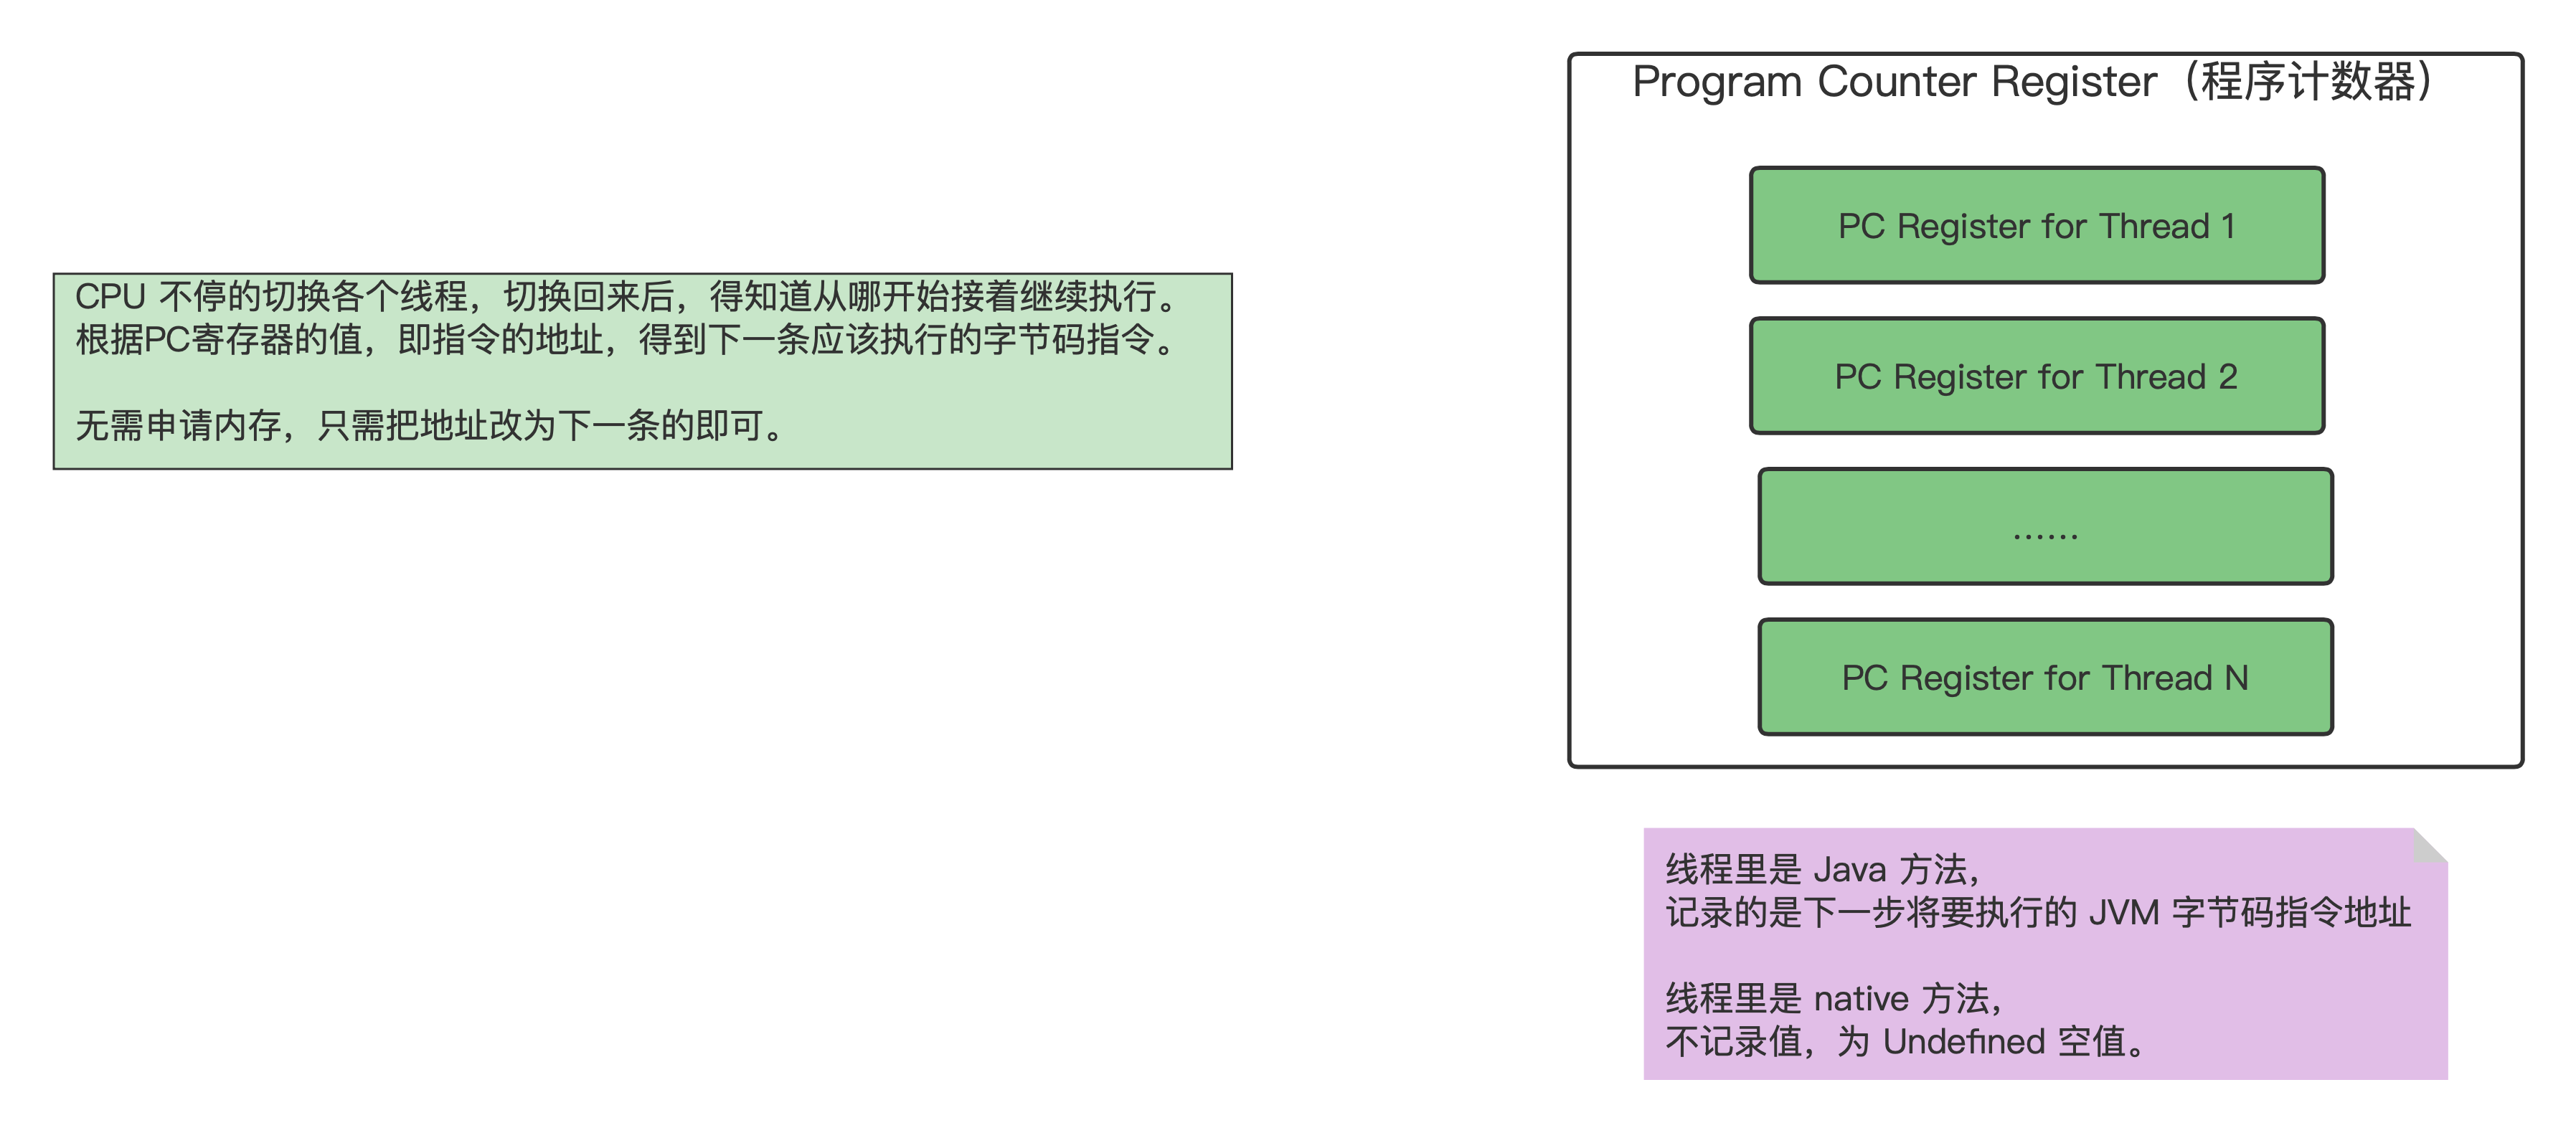 Program Counter Register（程序计数器）
PC Register for Thread 1
PC Register for Thread 2
……
PC Register for Thread N
CPU 不停的切换各个线程，切换回来后，得知道从哪开始接着继续执行。
根据PC寄存器的值，即指令的地址，得到下一条应该执行的字节码指令。
无需申请内存，只需把地址改为下一条的即可。
线程里是 Java 方法，
记录的是下一步将要执行的 JVM 字节码指令地址
线程里是 native 方法，
不记录值，为 Undefined 空值。